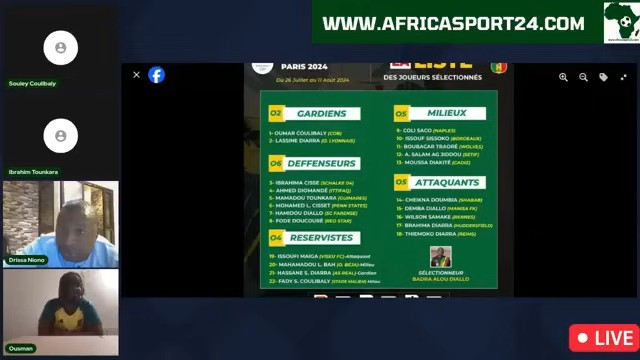 WWW.AFRICASPORT24.COM
Souley Coulibaly
Ibrahim Tounkara
Drissa Niono
Ousman
PARIS 2024
Du 26 Juillet au 11 Août 2024
LA LISTE
DES JOUEURS SÉLECTIONNÉS
02 GARDIENS
1- OUMAR COULIBALY (COB)
2- LASSINE DIARRA (O. LYONNAIS)
06 DEFFENSEURS
3- IBRAHIMA CISSE (SCHALKE 04)
4- AHMED DIOMANDÉ (ITTIFAQ)
5- MAMADOU TOUNKARA (GUIMARES)
6- MOHAMED L. CISSET (PENN STATES)
7- HAMIDOU DIALLO (SC FARENSE)
8- FODE DOUCOURÉ (RED STAR)
04 RESERVISTES
19- ISSOUFI MAIGA (VISEU FC)-Attaquant
20- MAHAMADOU L. BAH (O. BÉJA)-Milieu
21- HASSANE S. DIARRA (AS REAL)-Gardien
22- FADY S. COULIBALY (STADE MALIEN) Milieu
05 MILIEUX
9- COLI SACO (NAPLES)
10- ISSOUF SISSOKO (BORDEAUX)
11- BOUBACAR TRAORÉ (WOLVES)
12- A. SALAM AG JIDDOU (SETIF)
13- MOUSSA DIAKITÉ (CADIZ)
05 ATTAQUANTS
14- CHEIKNA DOUMBIA (SHABAB)
15- DEMBA DIALLO (MANISA FK)
16- WILSON SAMAKE (RENNES)
17- BRAHIMA DIARRA (HUDDERSFIELD)
18- THIEMOKO DIARRA (REIMS)
SÉLECTIONNEUR
BADRA ALOU DIALLO
LIVE